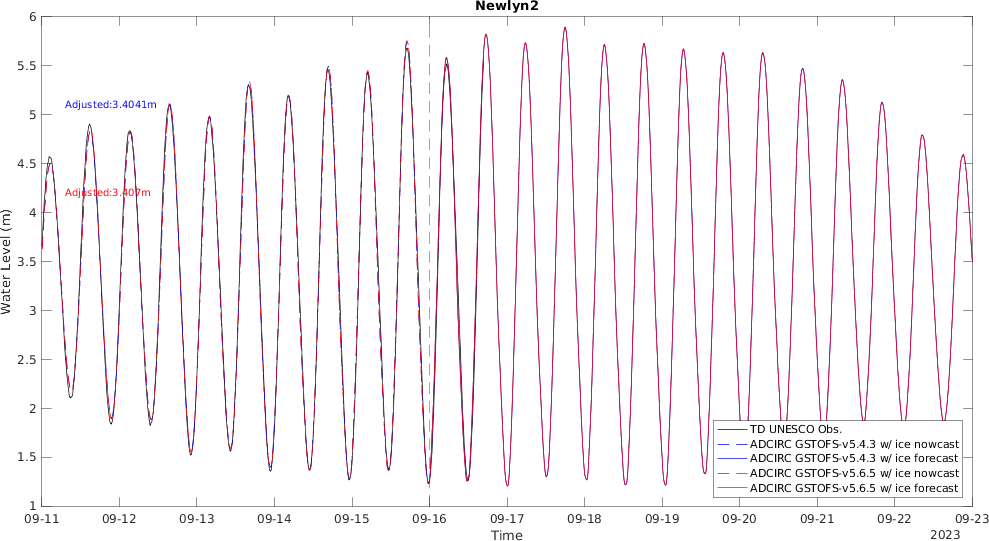 Newlyn2
6
5.5
5
4.5
4
3.5
3
2.5
2
1.5
1
Water Level (m)
Adjusted:3.4041m
Adjusted:3.407m
TD UNESCO Obs.
ADCIRC GSTOFS-v5.4.3 w/ ice nowcast
ADCIRC GSTOFS-v5.4.3 w/ ice forecast
ADCIRC GSTOFS-v5.6.5 w/ ice nowcast
ADCIRC GSTOFS-v5.6.5 w/ ice forecast
09-11 09-12 09-13 09-14 09-15 09-16 09-17 09-18 09-19 09-20 09-21 09-22 09-23
Time
2023